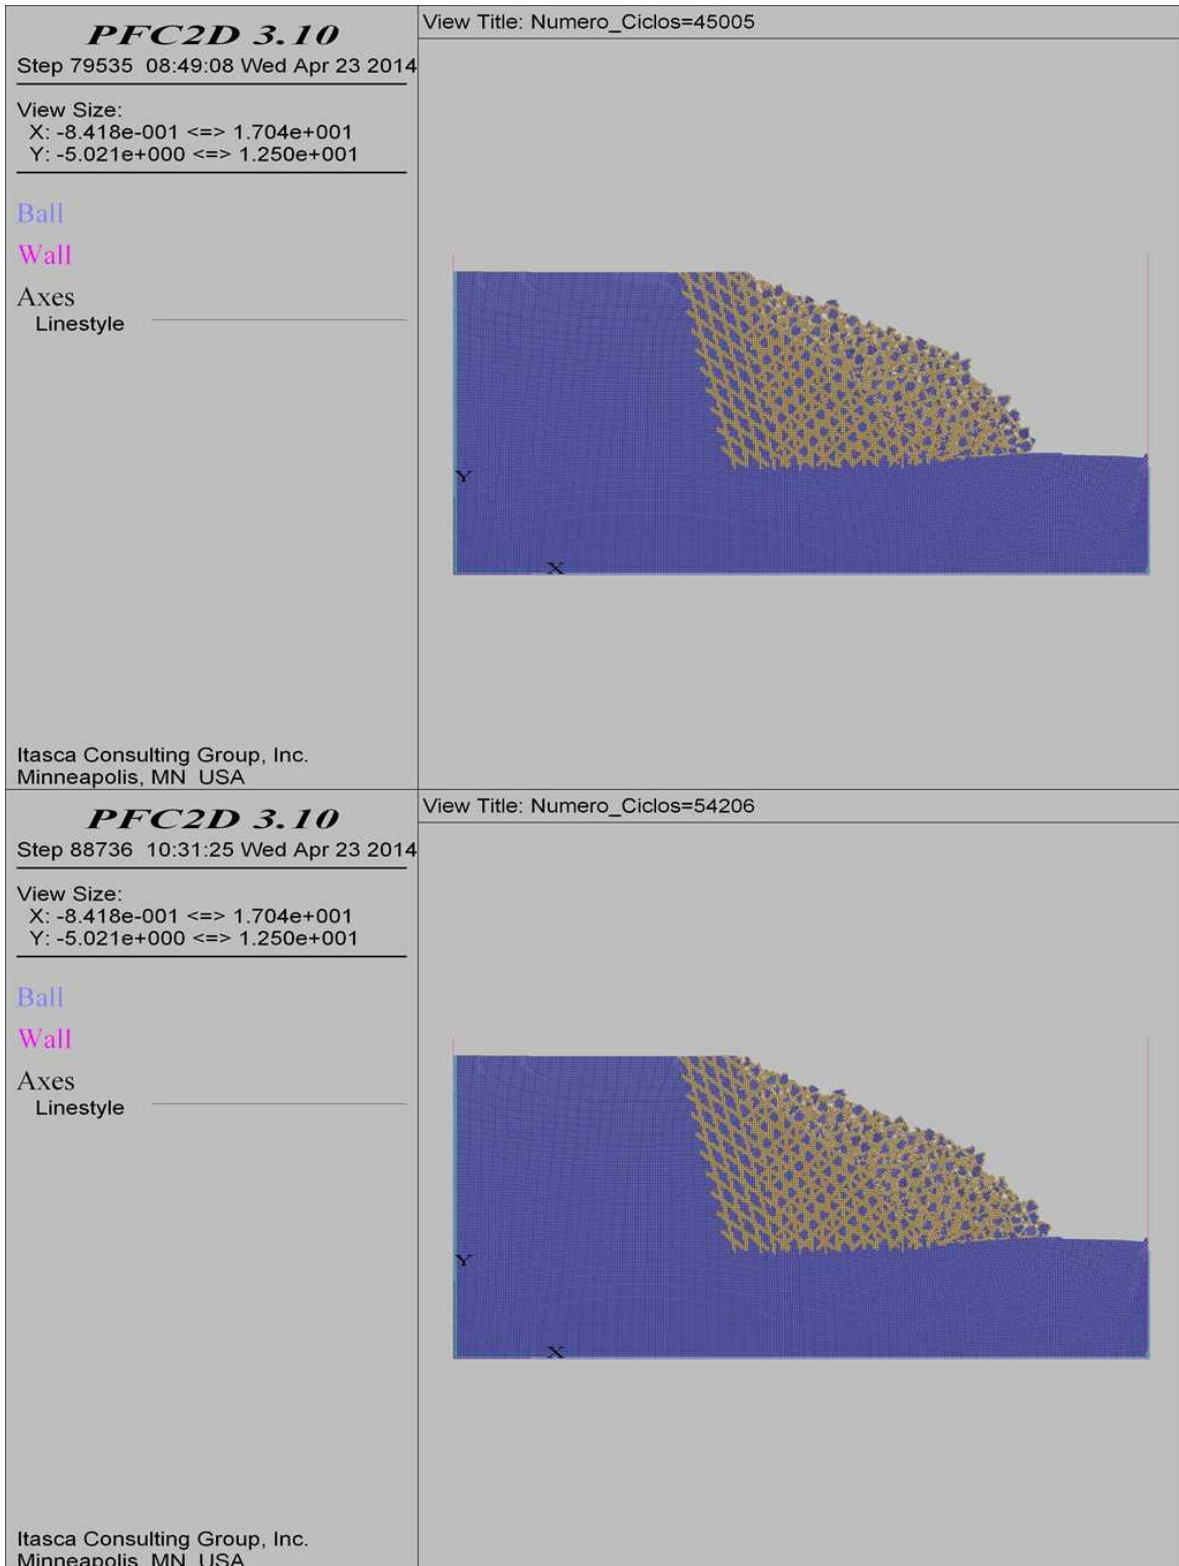 PFC2D 3.10
Step 79535 08:49:08 Wed Apr 23 2014
View Size:
X: -8.418e-001 <=> 1.704e+001
Y: -5.021e+000 <=> 1.250e+001
Ball
Wall
Axes
Linestyle
Itasca Consulting Group, Inc.
Minneapolis, MN USA
View Title: Numero_Ciclos=45005
Y
X
PFC2D 3.10
Step 88736 10:31:25 Wed Apr 23 2014
View Size:
X: -8.418e-001 <=> 1.704e+001
Y: -5.021e+000 <=> 1.250e+001
Ball
Wall
Axes
Linestyle
Itasca Consulting Group, Inc.
Minneapolis, MN USA
View Title: Numero_Ciclos=54206
Y
X